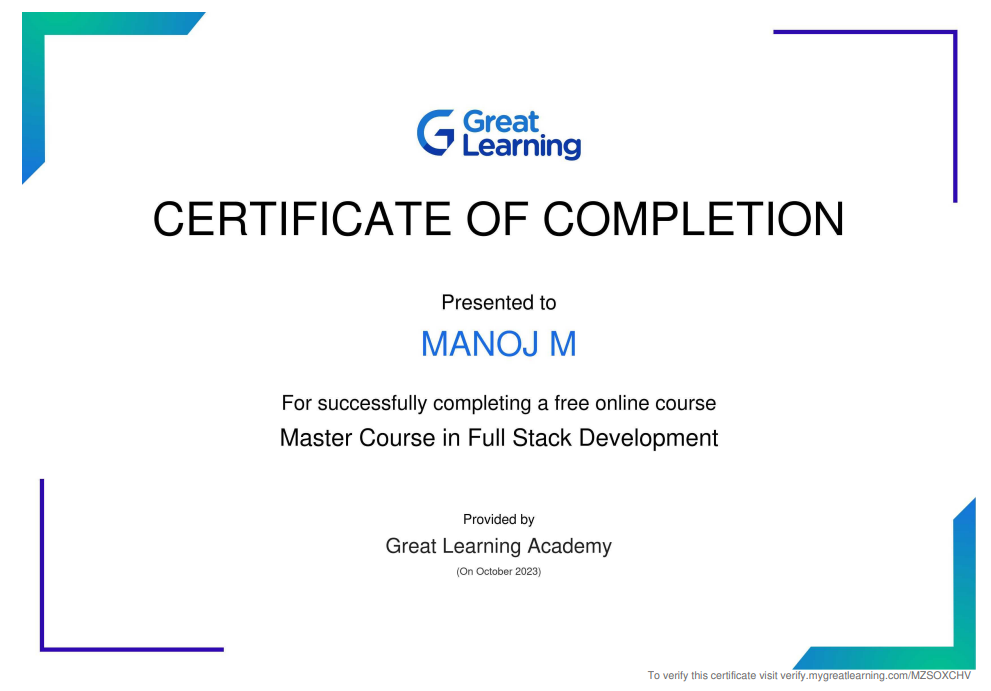 Great
Learning
CERTIFICATE OF COMPLETION
Presented to
MANOJ M
For successfully completing a free online course
Master Course in Full Stack Development
Provided by
Great Learning Academy
(On October 2023)
To verify this certificate visit verify.mygreatlearning.com/MZSOXCHV